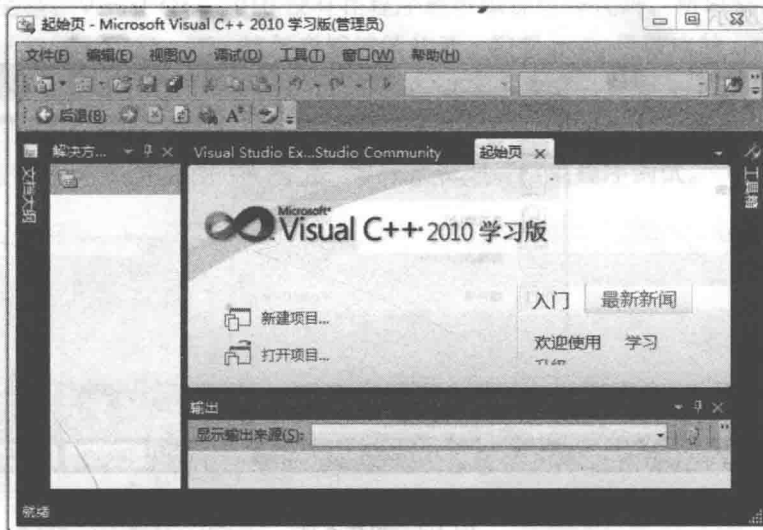 起始页 - Microsoft Visual C++ 2010 学习版(管理员)
文件(F) 编辑(E) 视图(V) 调试(D) 工具(T) 窗口(W) 帮助(H)
后退(B)
解决方... Visual Studio Ex...Studio Community 起始页
文档大纲
工具箱
Microsoft
Visual C++ 2010 学习版
新建项目...
打开项目...
入门 最新新闻
欢迎使用 学习
升级
输出
显示输出来源(S):
就绪